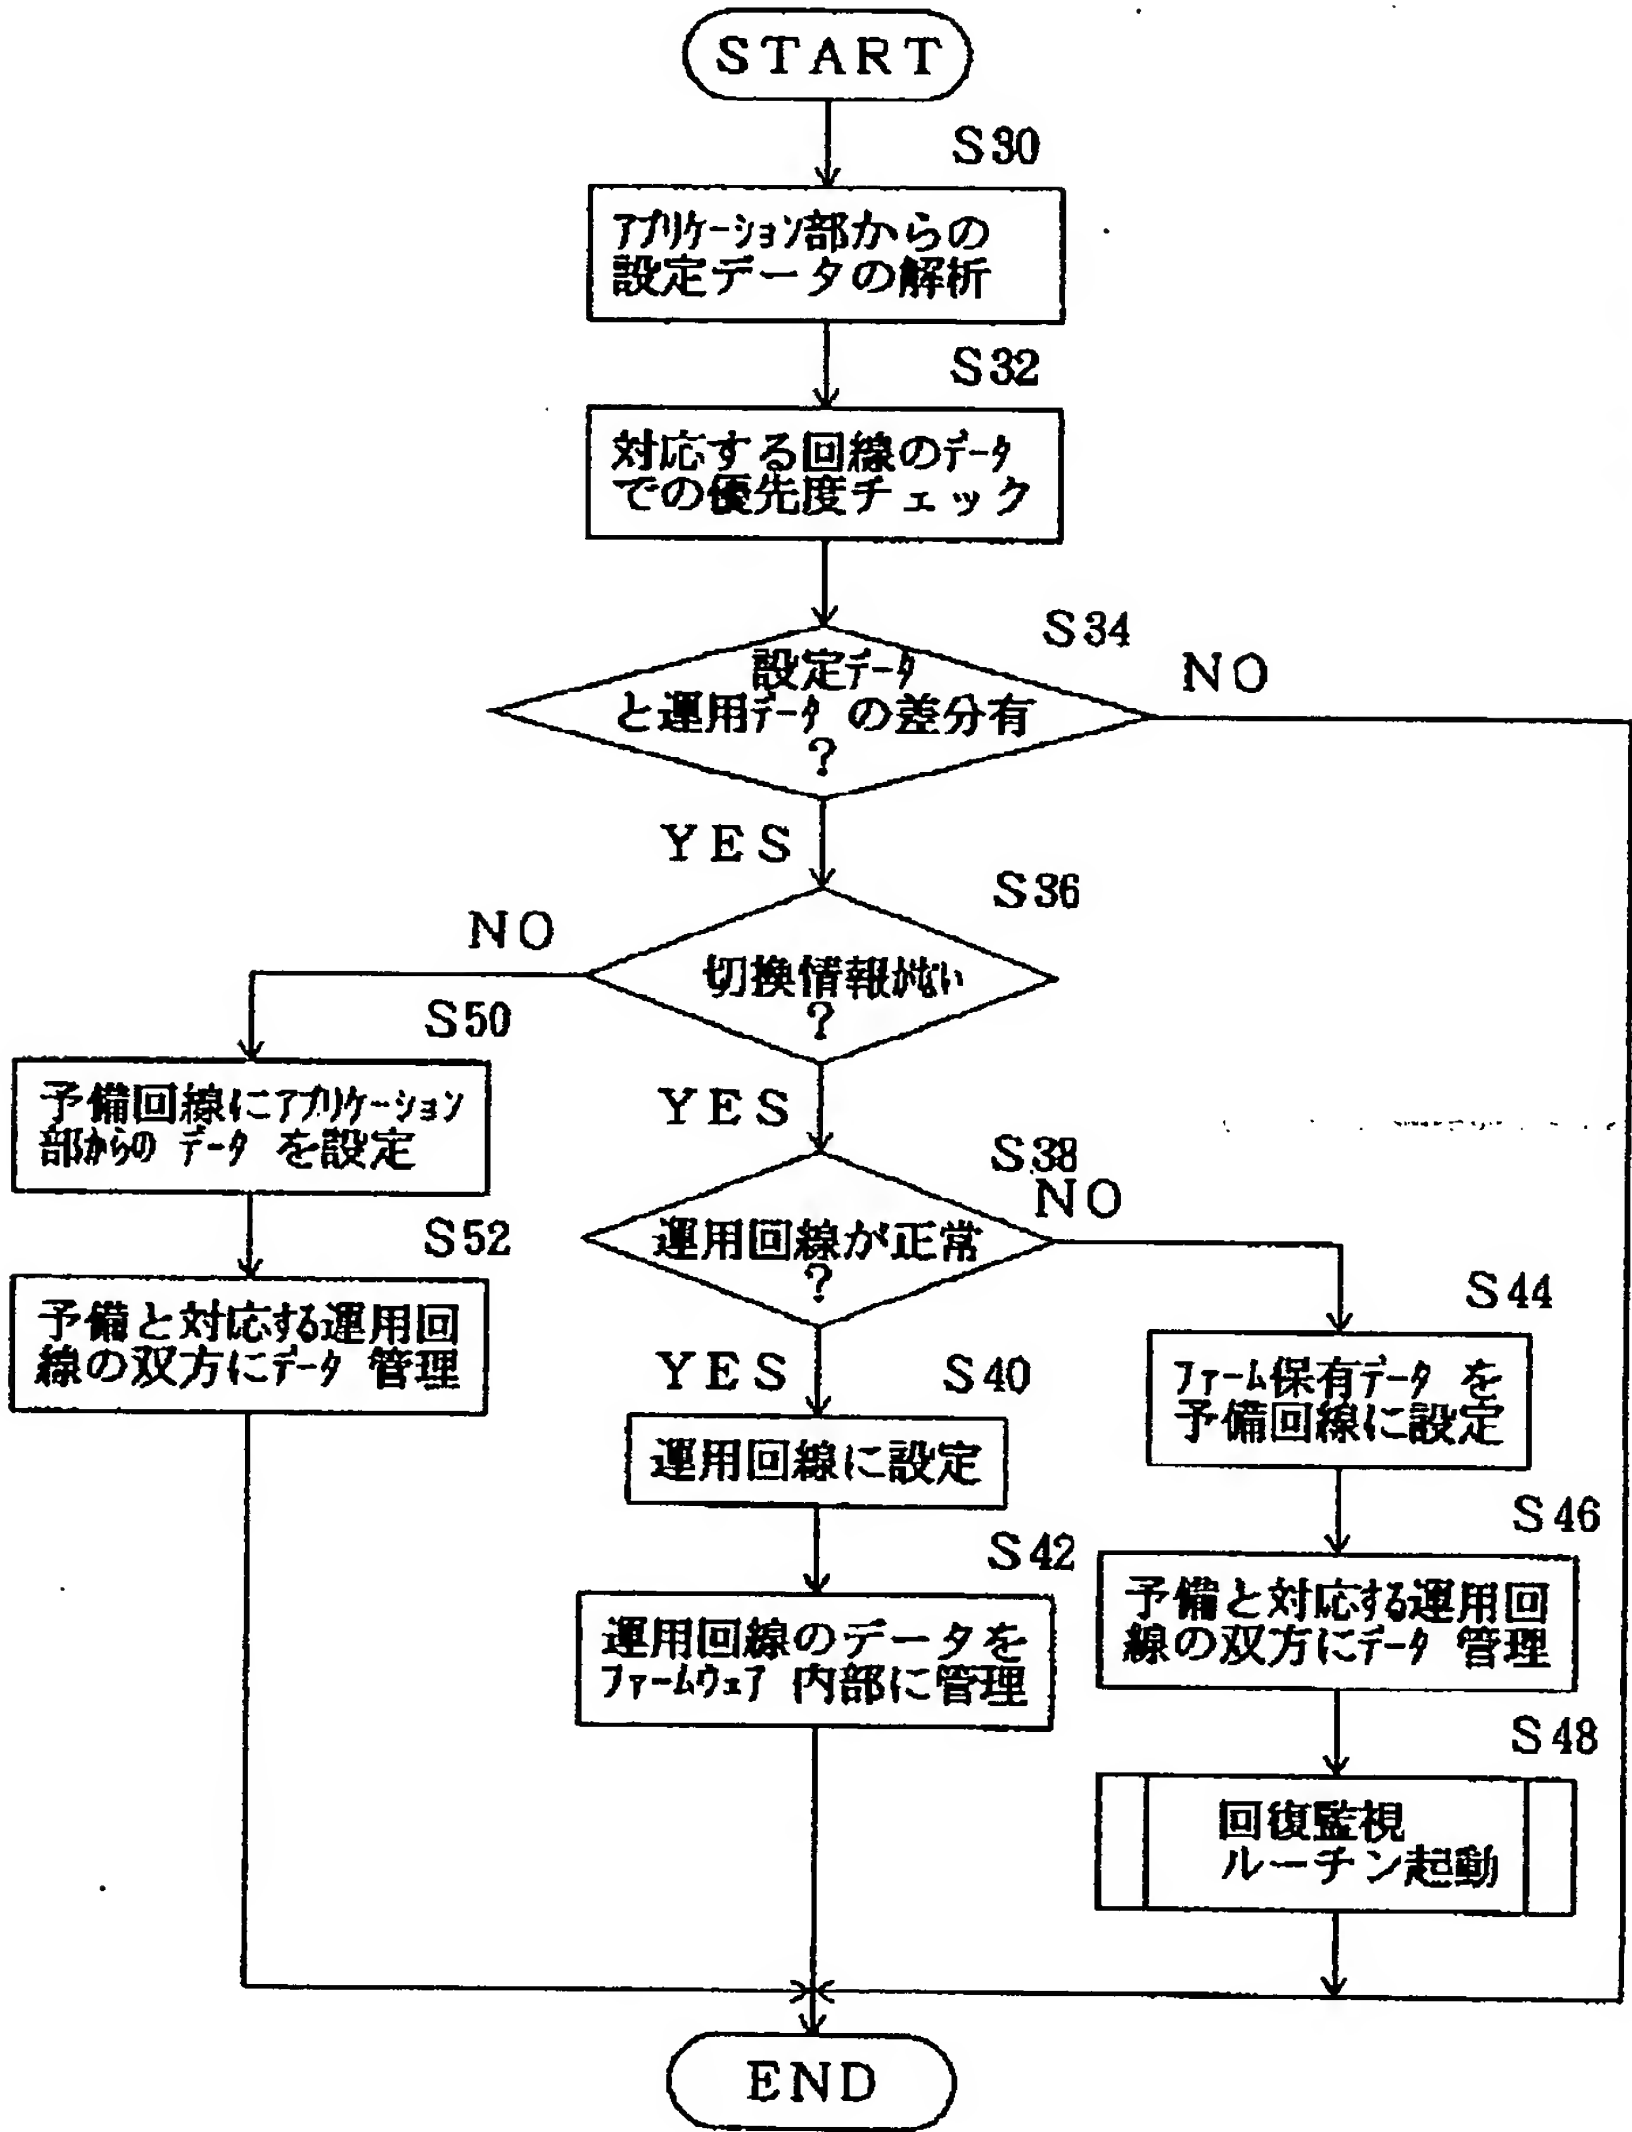 START
S30
アプリケーション部からの
設定データの解析
S32
対応する回線のデータ
での優先度チェック
S34
設定データ
と運用データ の差分有
?
NO
YES
S36
切換情報がない
?
NO
YES
S50
予備回線にアプリケーション
部からの データ を設定
S52
予備と対応する運用回
線の双方にデータ 管理
S38
運用回線が正常
?
NO
YES
S40
運用回線に設定
S42
運用回線のデータを
ファームウェア 内部に管理
S44
ファーム保有データ を
予備回線に設定
S46
予備と対応する運用回
線の双方にデータ 管理
S48
回復監視
ルーチン起動
END